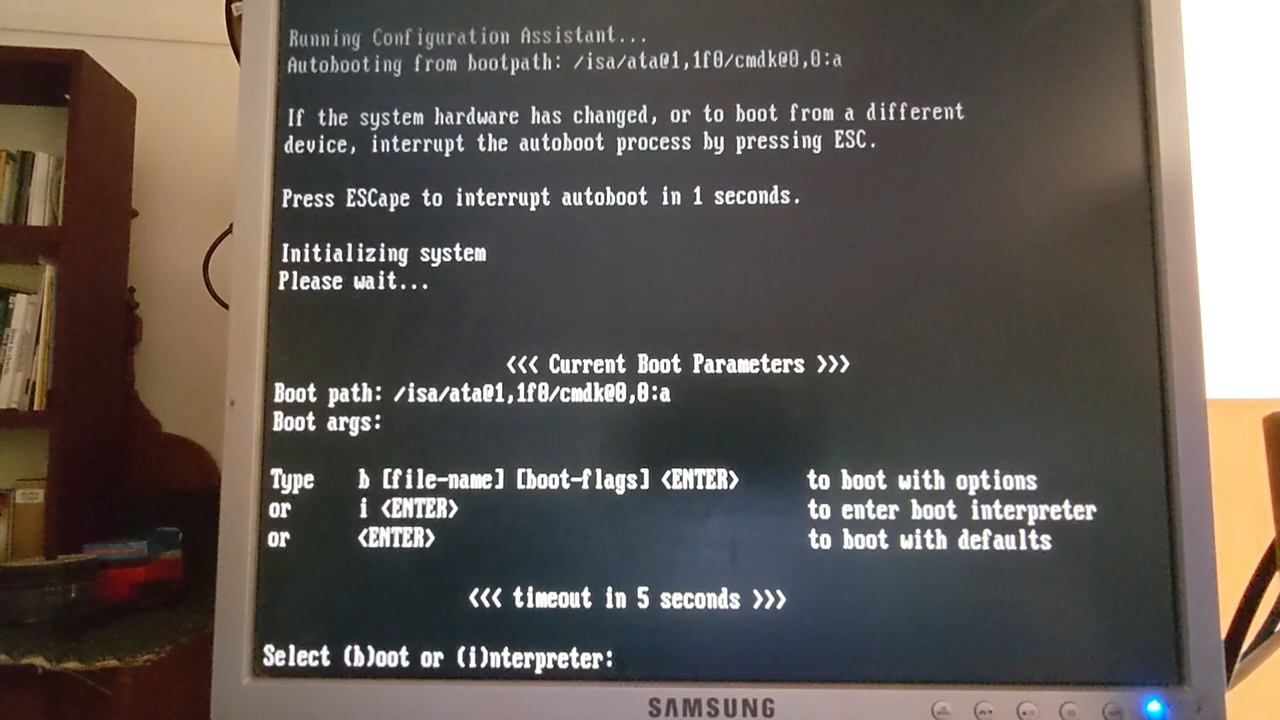 Running Configuration Assistant...
Autobooting from bootpath: /isa/ata@1,1f0/cmdk@0,0:a
If the system hardware has changed, or to boot from a different
device, interrupt the autoboot process by pressing ESC.
Press ESCape to interrupt autoboot in 1 seconds.
Initializing system
Please wait...
<<< Current Boot Parameters >>>
Boot path: /isa/ata@1,1f0/cmdk@0,0:a
Boot args:
Type b [file-name] [boot-flags] <ENTER> to boot with options
or i <ENTER> to enter boot interpreter
or <ENTER> to boot with defaults
<<< timeout in 5 seconds >>>
Select (b)oot or (i)nterpreter:
SAMSUNG